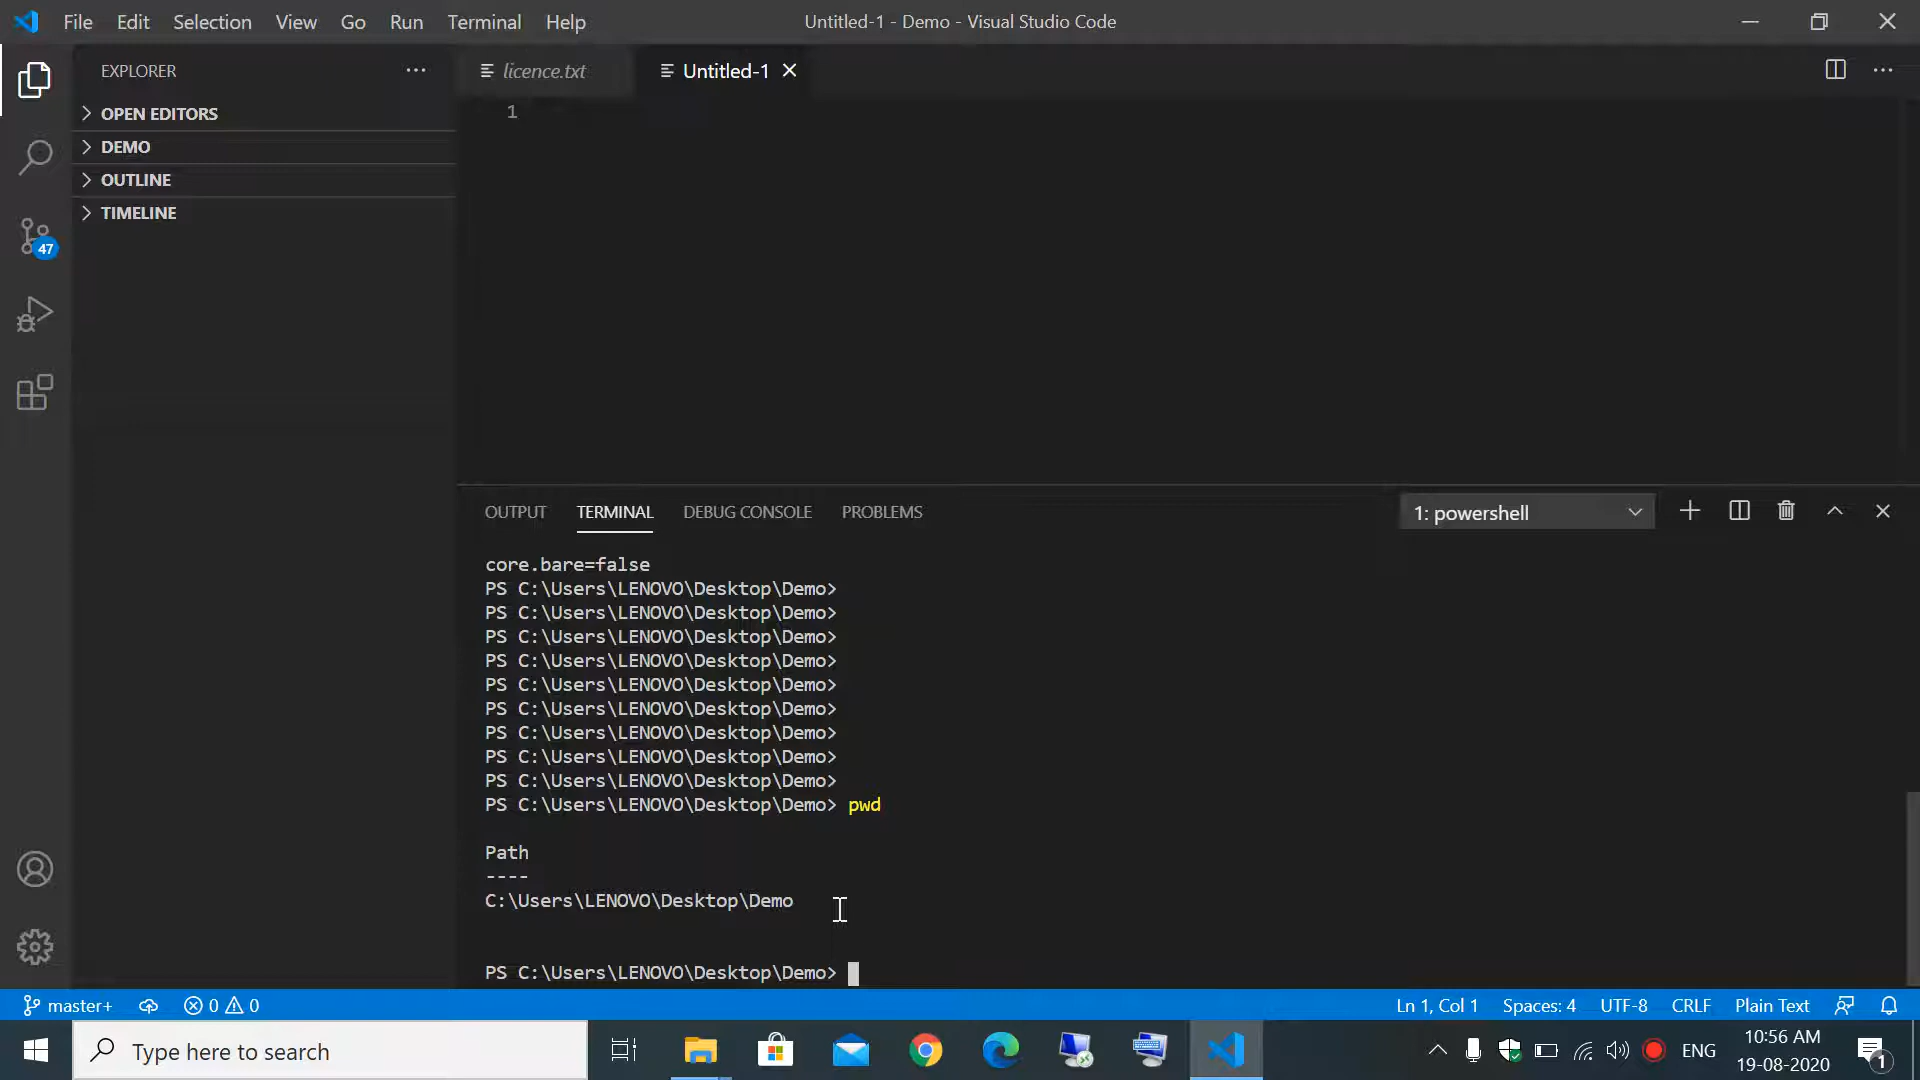 File Edit Selection View Go Run Terminal Help
Untitled-1 - Demo - Visual Studio Code
EXPLORER
OPEN EDITORS
DEMO
OUTLINE
TIMELINE
47
licence.txt
Untitled-1
1
OUTPUT TERMINAL DEBUG CONSOLE PROBLEMS
1: powershell
core.bare=false
PS C:\Users\LENOVO\Desktop\Demo>
PS C:\Users\LENOVO\Desktop\Demo>
PS C:\Users\LENOVO\Desktop\Demo>
PS C:\Users\LENOVO\Desktop\Demo>
PS C:\Users\LENOVO\Desktop\Demo>
PS C:\Users\LENOVO\Desktop\Demo>
PS C:\Users\LENOVO\Desktop\Demo>
PS C:\Users\LENOVO\Desktop\Demo>
PS C:\Users\LENOVO\Desktop\Demo>
PS C:\Users\LENOVO\Desktop\Demo> pwd
Path
----
C:\Users\LENOVO\Desktop\Demo
PS C:\Users\LENOVO\Desktop\Demo>
master+ 0 0
Ln 1, Col 1 Spaces: 4 UTF-8 CRLF Plain Text
Type here to search
ENG
10:56 AM
19-08-2020
1